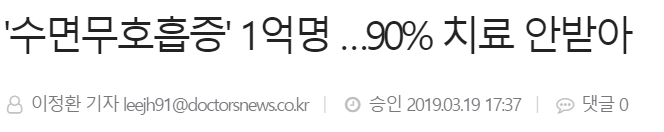 '수면무호흡증' 1억명 …90% 치료 안받아
이정환 기자 leejh91@doctorsnews.co.kr | 승인 2019.03.19 17:37 | 댓글 0